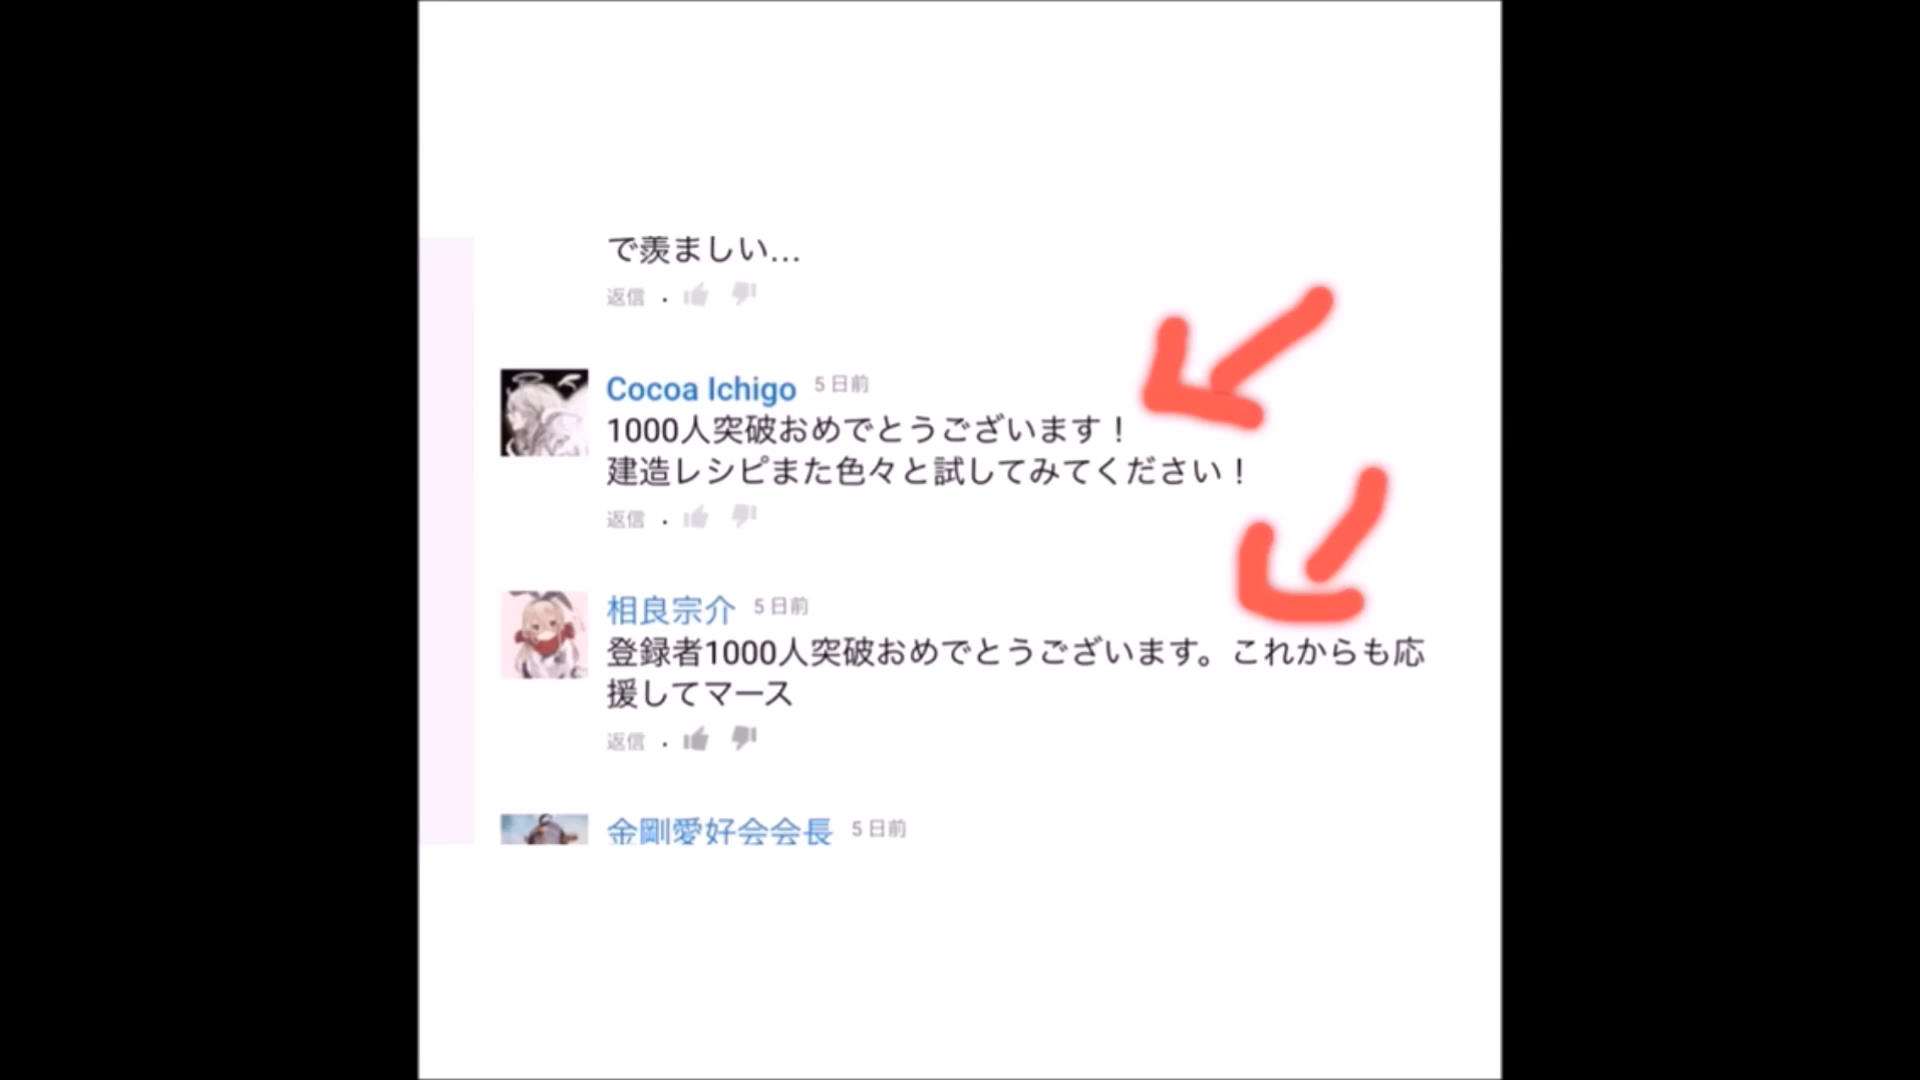 で羨ましい…
返信 ・
Cocoa Ichigo 5日前
1000人突破おめでとうございます！
建造レシピまた色々と試してみてください！
返信 ・
相良宗介 5日前
登録者1000人突破おめでとうございます。これからも応
援してマース
返信 ・
金剛愛好会会長 5日前